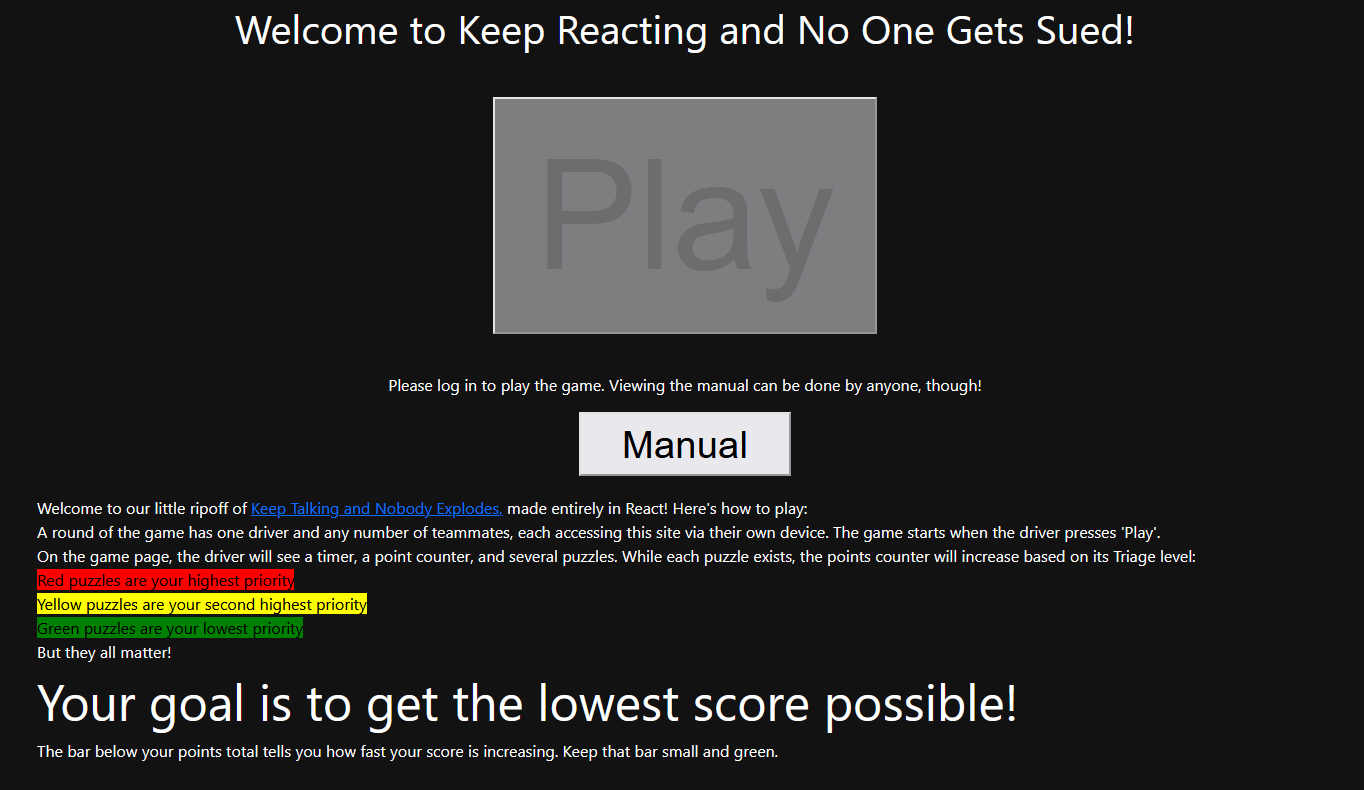 Welcome to Keep Reacting and No One Gets Sued!
Play
Please log in to play the game. Viewing the manual can be done by anyone, though!
Manual
Welcome to our little ripoff of Keep Talking and Nobody Explodes, made entirely in React! Here's how to play:
A round of the game has one driver and any number of teammates, each accessing this site via their own device. The game starts when the driver presses 'Play'.
On the game page, the driver will see a timer, a point counter, and several puzzles. While each puzzle exists, the points counter will increase based on its Triage level:
Red puzzles are your highest priority
Yellow puzzles are your second highest priority
Green puzzles are your lowest priority
But they all matter!
Your goal is to get the lowest score possible!
The bar below your points total tells you how fast your score is increasing. Keep that bar small and green.